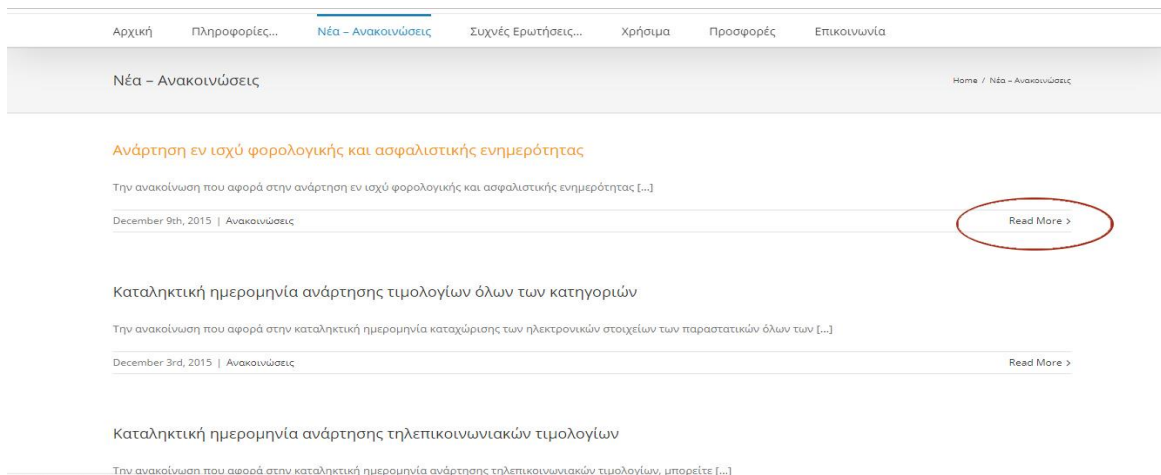 Αρχική Πληροφορίες... Νέα – Ανακοινώσεις Συχνές Ερωτήσεις... Χρήσιμα Προσφορές Επικοινωνία
Νέα – Ανακοινώσεις Home / Νέα – Ανακοινώσεις
Ανάρτηση εν ισχύ φορολογικής και ασφαλιστικής ενημερότητας
Την ανακοίνωση που αφορά στην ανάρτηση εν ισχύ φορολογικής και ασφαλιστικής ενημερότητας [...]
December 9th, 2015 | Ανακοινώσεις Read More >
Καταληκτική ημερομηνία ανάρτησης τιμολογίων όλων των κατηγοριών
Την ανακοίνωση που αφορά στην καταληκτική ημερομηνία καταχώρισης των ηλεκτρονικών στοιχείων των παραστατικών όλων των [...]
December 3rd, 2015 | Ανακοινώσεις Read More >
Καταληκτική ημερομηνία ανάρτησης τηλεπικοινωνιακών τιμολογίων
Την ανακοίνωση που αφορά στην καταληκτική ημερομηνία ανάρτησης τηλεπικοινωνιακών τιμολογίων, μπορείτε [...]